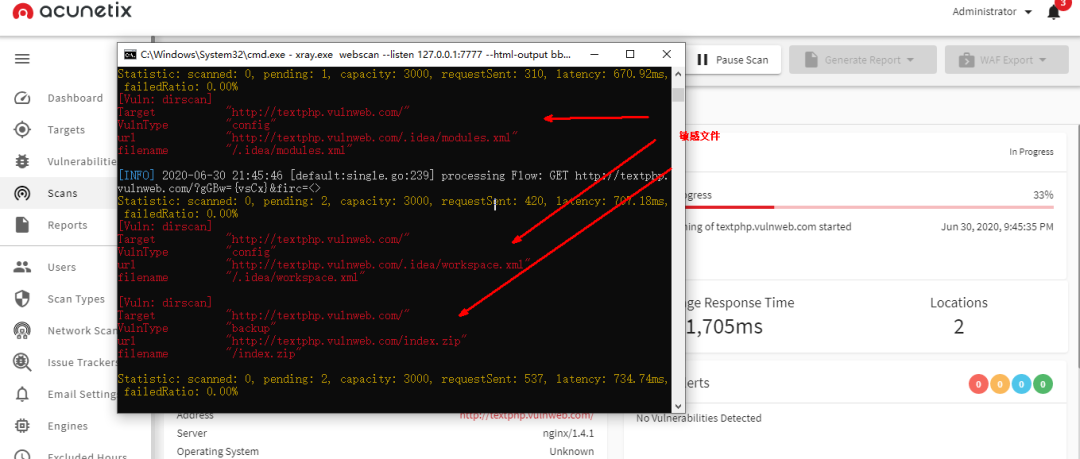 acunetix
Administrator
3
C:\Windows\System32\cmd.exe - xray.exe webscan --listen 127.0.0.1:7777 --html-output bb...
Pause Scan
Generate Report
WAF Export
Statistic: scanned: 0, pending: 1, capacity: 3000, requestSent: 310, latency: 670.92ms,
failedRatio: 0.00%
[Vuln: dirscan]
Target "http://textphp.vulnweb.com/"
VulnType "config"
url "http://textphp.vulnweb.com/.idea/modules.xml"
filename "/.idea/modules.xml"
敏感文件
[INFO] 2020-06-30 21:45:46 [default:single.go:239] processing Flow: GET http://textphp.
vulnweb.com/?gGBw={vsCx}&firc=<>
Statistic: scanned: 0, pending: 2, capacity: 3000, requestSent: 420, latency: 707.18ms,
failedRatio: 0.00%
[Vuln: dirscan]
Target "http://textphp.vulnweb.com/"
VulnType "config"
url "http://textphp.vulnweb.com/.idea/workspace.xml"
filename "/.idea/workspace.xml"
[Vuln: dirscan]
Target "http://textphp.vulnweb.com/"
VulnType "backup"
url "http://textphp.vulnweb.com/index.zip"
filename "/index.zip"
Statistic: scanned: 0, pending: 2, capacity: 3000, requestSent: 537, latency: 734.74ms,
failedRatio: 0.00%
Dashboard
Targets
Vulnerabilitie
Scans
Reports
Users
Scan Types
Network Scan
Issue Trackers
Email Setting
Engines
Excluded Hours
In Progress
ogress 33%
ning of textphp.vulnweb.com started Jun 30, 2020, 9:45:35 PM
ge Response Time
1,705ms
Locations
2
erts
0 0 0 0
No Vulnerabilities Detected
Address http://textphp.vulnweb.com/
Server nginx/1.4.1
Operating System Unknown